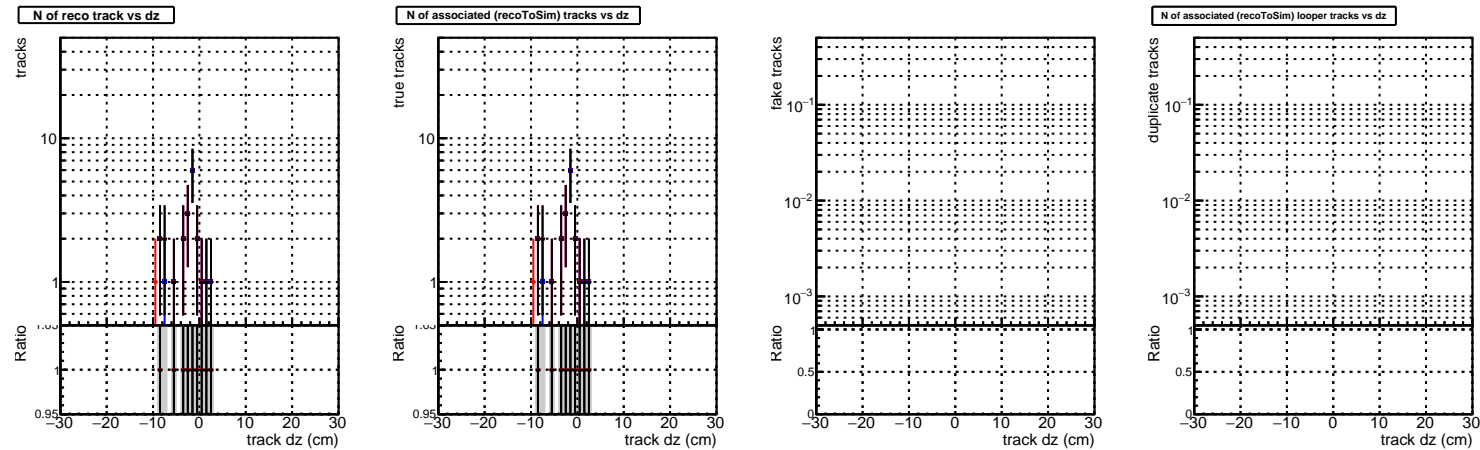 N of reco track vs dz
tracks
10
1
1.05
Ratio
1
0.95
−30 −20 −10 0 10 20 30
track dz (cm)
N of associated (recoToSim) tracks vs dz
true tracks
10
1
1.05
Ratio
1
0.95
−30 −20 −10 0 10 20 30
track dz (cm)
fake tracks
10−1
10−2
10−3
Ratio
1
0.5
0
−30 −20 −10 0 10 20 30
track dz (cm)
N of associated (recoToSim) looper tracks vs dz
duplicate tracks
10−1
10−2
10−3
Ratio
1
0.5
0
−30 −20 −10 0 10 20 30
track dz (cm)